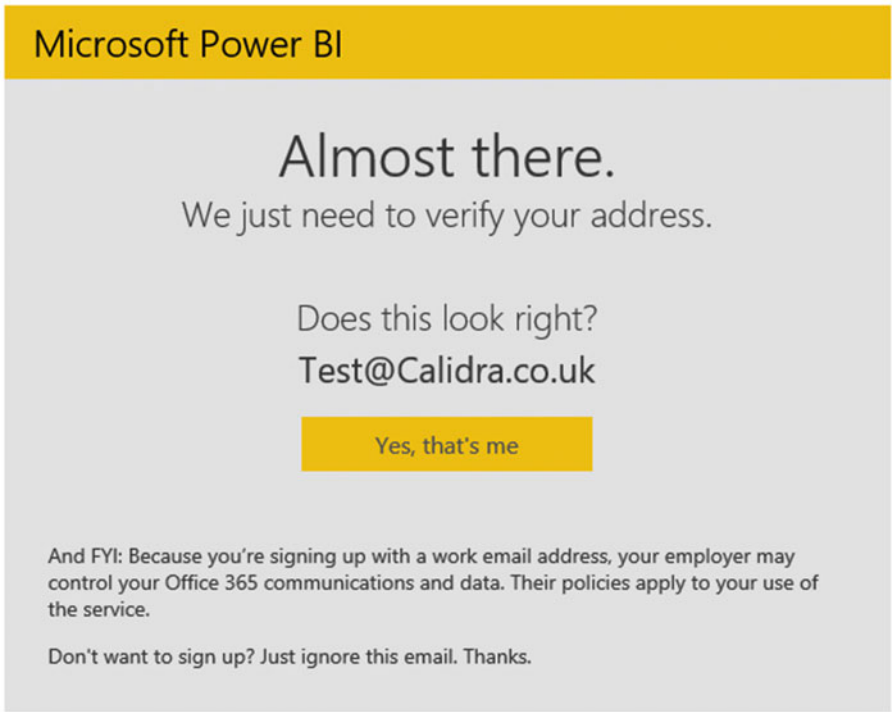 Microsoft Power BI
Almost there.
We just need to verify your address.
Does this look right?
Test@Calidra.co.uk
Yes, that's me
And FYI: Because you’re signing up with a work email address, your employer may
control your Office 365 communications and data. Their policies apply to your use of
the service.
Don't want to sign up? Just ignore this email. Thanks.